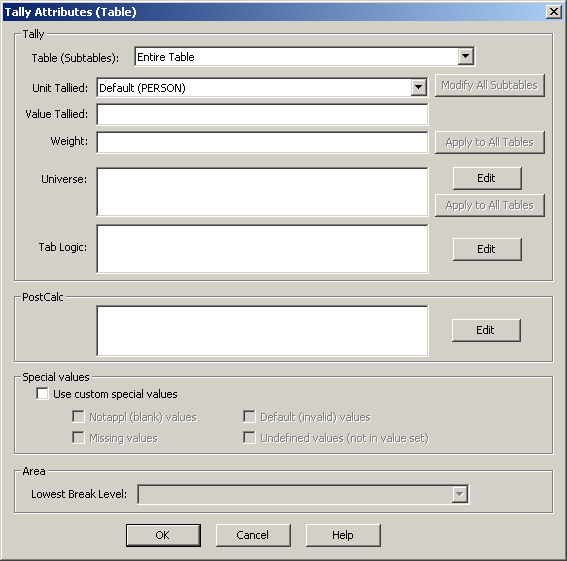 Tally Attributes (Table)
Tally
Table (Subtables): Entire Table
Unit Tallied: Default (PERSON) Modify All Subtables
Value Tallied:
Weight: Apply to All Tables
Universe: Edit
Apply to All Tables
Tab Logic: Edit
PostCalc
Edit
Special values
Use custom special values
Notappl (blank) values Default (invalid) values
Missing values Undefined values (not in value set)
Area
Lowest Break Level:
OK Cancel Help